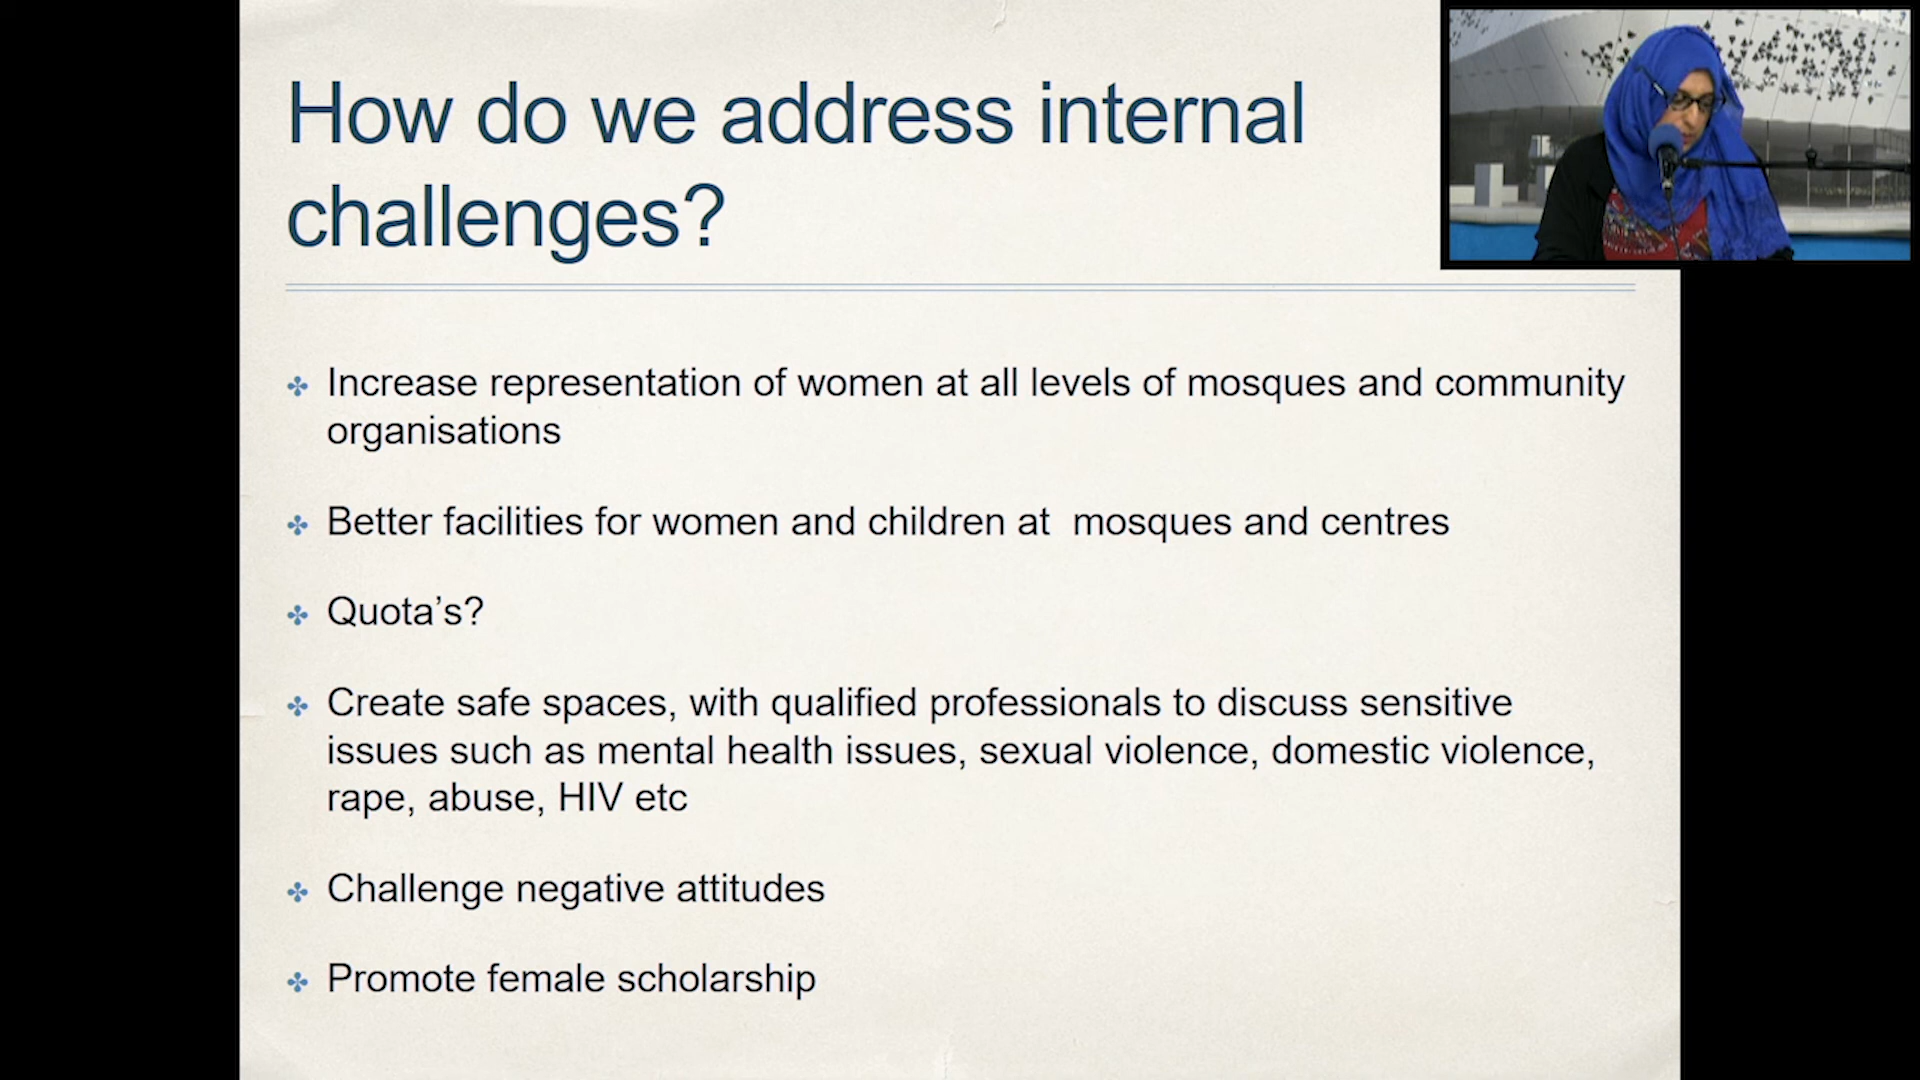 How do we address internal
challenges?
Increase representation of women at all levels of mosques and community
organisations
Better facilities for women and children at  mosques and centres
Quota’s?
Create safe spaces, with qualified professionals to discuss sensitive
issues such as mental health issues, sexual violence, domestic violence,
rape, abuse, HIV etc
Challenge negative attitudes
Promote female scholarship